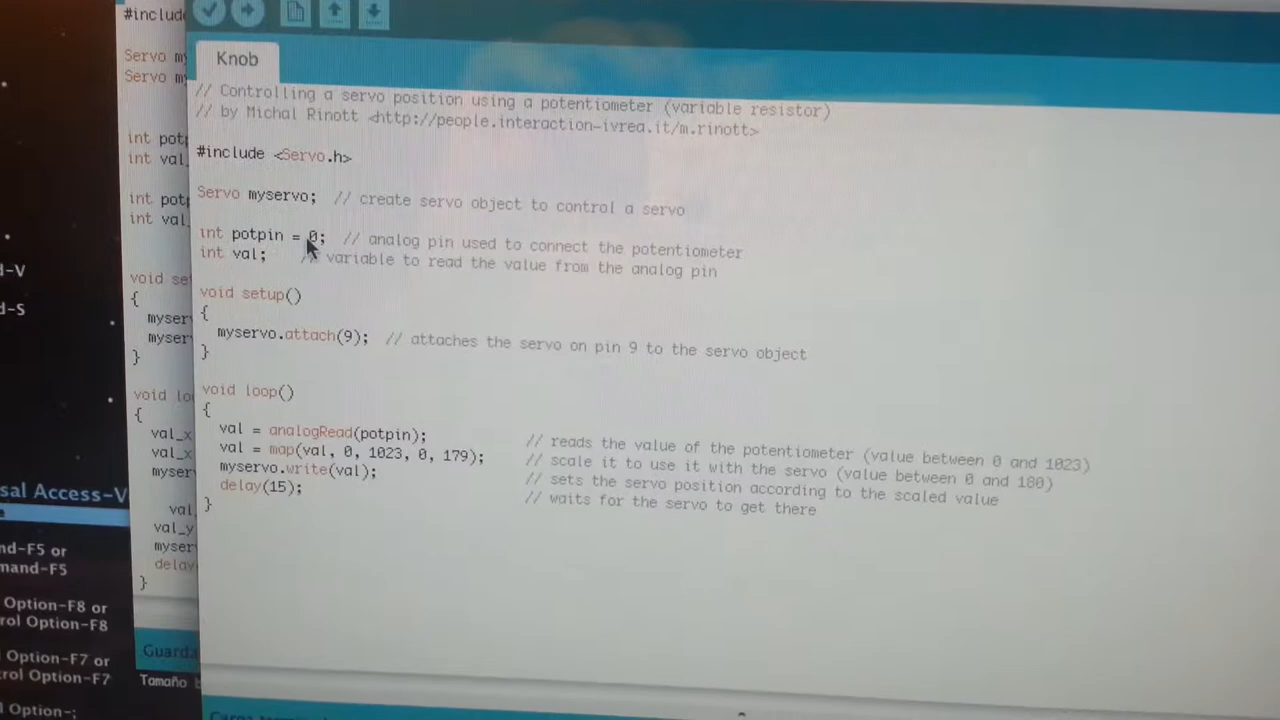 Knob
// Controlling a servo position using a potentiometer (variable resistor)
// by Michal Rinott <http://people.interaction-ivrea.it/m.rinott>
#include <Servo.h>
Servo myservo;  // create servo object to control a servo
int potpin = 0;  // analog pin used to connect the potentiometer
int val;    // variable to read the value from the analog pin
void setup()
{
myservo.attach(9);  // attaches the servo on pin 9 to the servo object
}
void loop()
{
val = analogRead(potpin);            // reads the value of the potentiometer (value between 0 and 1023)
val = map(val, 0, 1023, 0, 179);     // scale it to use it with the servo (value between 0 and 180)
myservo.write(val);                  // sets the servo position according to the scaled value
delay(15);                           // waits for the servo to get there
}
#include
Servo my
Servo my
int pot
int val
int pot
int val
void se
{
myser
myser
}
void lo
{
val_x
val_x
myser
val
val_y
myser
delay
}
Guarda
Tamaño
d-V
d-S
sal Access-V
e
nd-F5 or
mand-F5
Option-F8 or
rol Option-F8
l Option-F7 or
trol Option-F7
l Option-;